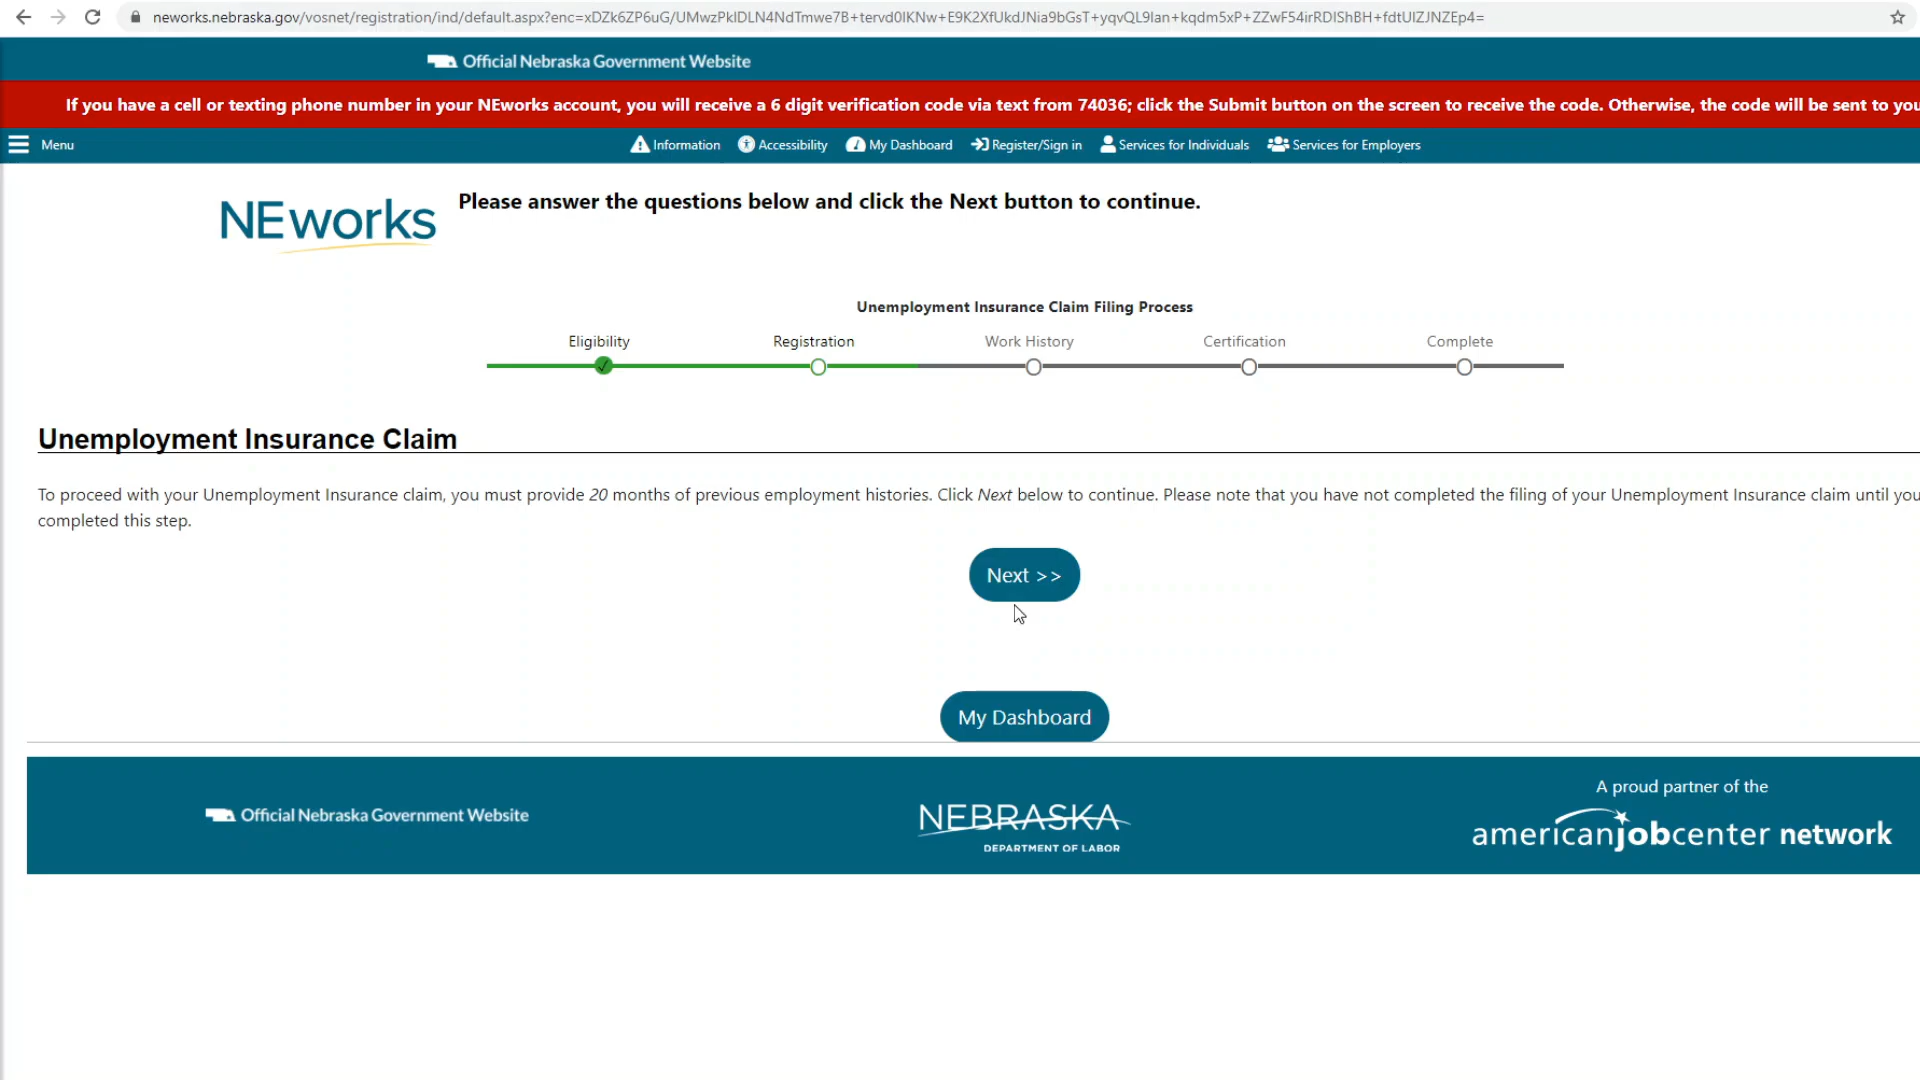 neworks.nebraska.gov/vosnet/registration/ind/default.aspx?enc=xDZk6ZP6uG/UMwzPklDLN4NdTmwe7B+tervd0lKNw+E9K2XfUkdJNia9bGsT+yqvQL9lan+kqdm5xP+ZZwF54irRDIShBH+fdtUIZJNZEp4=
Official Nebraska Government Website
If you have a cell or texting phone number in your NEworks account, you will receive a 6 digit verification code via text from 74036; click the Submit button on the screen to receive the code. Otherwise, the code will be sent to you
Menu
Information
Accessibility
My Dashboard
Register/Sign in
Services for Individuals
Services for Employers
NEworks
Please answer the questions below and click the Next button to continue.
Unemployment Insurance Claim Filing Process
Eligibility
Registration
Work History
Certification
Complete
Unemployment Insurance Claim
To proceed with your Unemployment Insurance claim, you must provide 20 months of previous employment histories. Click Next below to continue. Please note that you have not completed the filing of your Unemployment Insurance claim until you
completed this step.
Next >>
My Dashboard
Official Nebraska Government Website
NEBRASKA
DEPARTMENT OF LABOR
A proud partner of the
americanjobcenter network